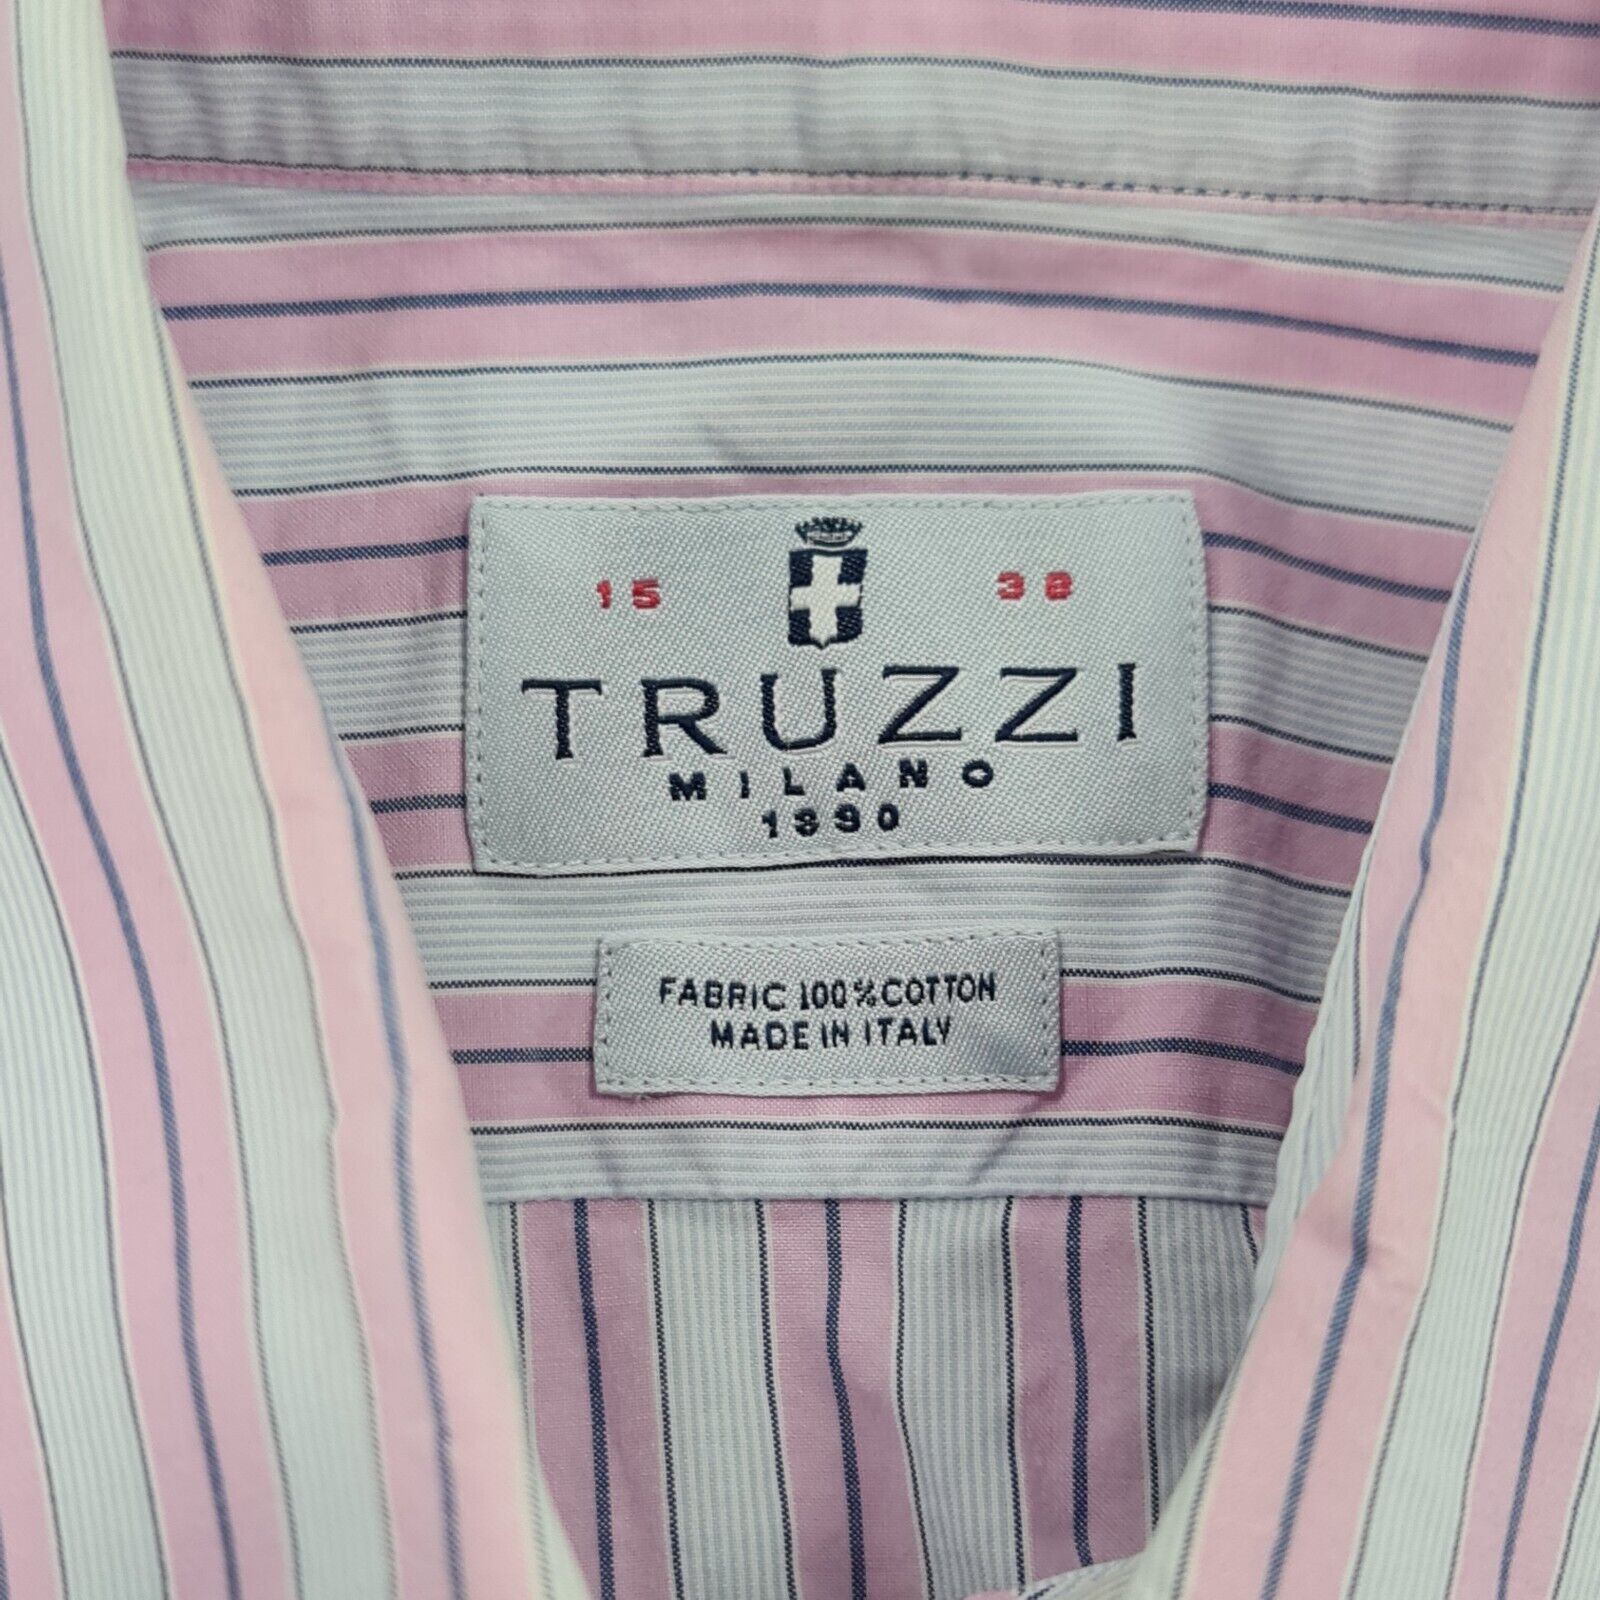 15 38
TRUZZI
MILANO
1890
FABRIC 100% COTTON
MADE IN ITALY